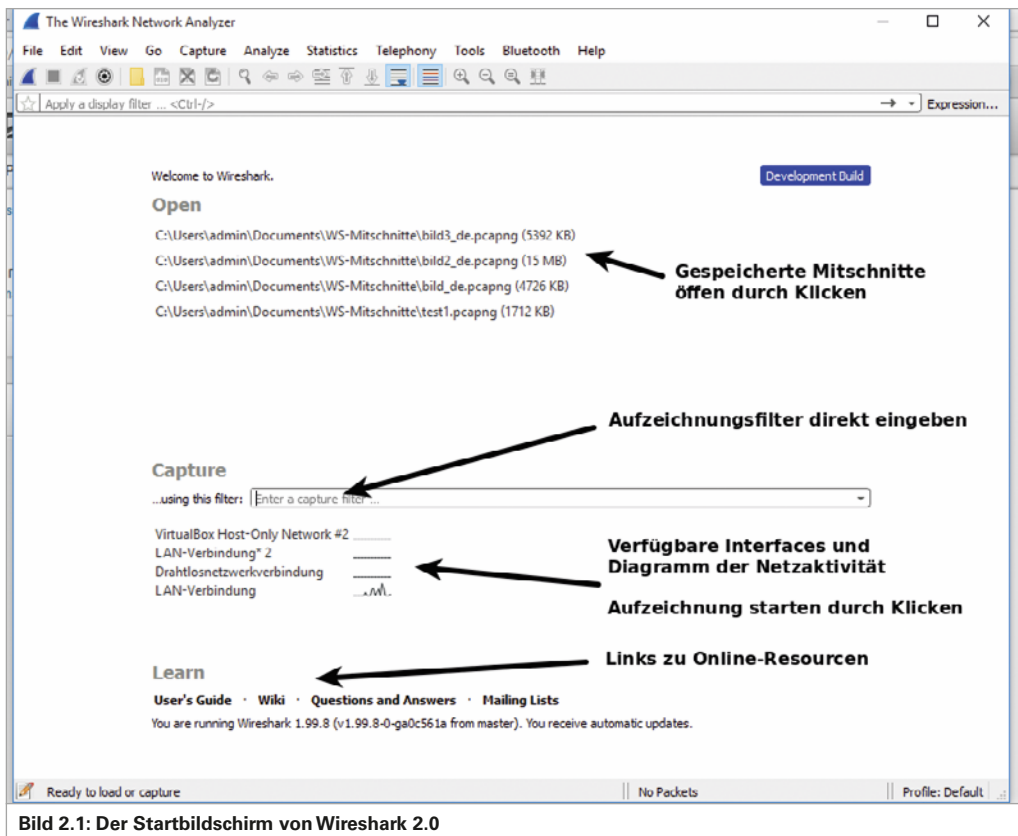 The Wireshark Network Analyzer
File Edit View Go Capture Analyze Statistics Telephony Tools Bluetooth Help
Apply a display filter ... <Ctrl-/>
Expression...
Welcome to Wireshark.
Development Build
Open
C:\Users\admin\Documents\WS-Mitschnitte\bild3_de.pcapng (5392 KB)
C:\Users\admin\Documents\WS-Mitschnitte\bild2_de.pcapng (15 MB)
C:\Users\admin\Documents\WS-Mitschnitte\bild_de.pcapng (4726 KB)
C:\Users\admin\Documents\WS-Mitschnitte\test1.pcapng (1712 KB)
Gespeicherte Mitschnitte
öffen durch Klicken
Aufzeichnungsfilter direkt eingeben
Capture
...using this filter: Enter a capture filter ...
VirtualBox Host-Only Network #2
LAN-Verbindung* 2
Drahtlosnetzwerkverbindung
LAN-Verbindung
Verfügbare Interfaces und
Diagramm der Netzaktivität
Aufzeichnung starten durch Klicken
Links zu Online-Resourcen
Learn
User's Guide · Wiki · Questions and Answers · Mailing Lists
You are running Wireshark 1.99.8 (v1.99.8-0-ga0c561a from master). You receive automatic updates.
Ready to load or capture
No Packets
Profile: Default
Bild 2.1: Der Startbildschirm von Wireshark 2.0